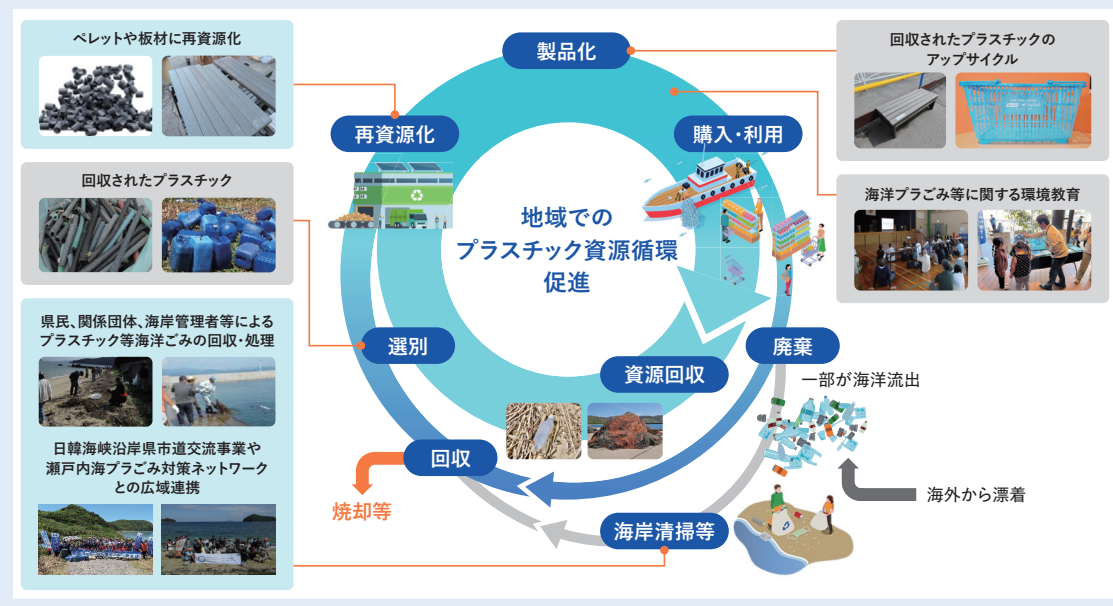 ペレットや板材に再資源化
回収されたプラスチック
県民、関係団体、海岸管理者等による
プラスチック等海洋ごみの回収・処理
日韓海峡沿岸県市道交流事業や
瀬戸内海プラごみ対策ネットワーク
との広域連携
製品化
再資源化
購入・利用
地域での
プラスチック資源循環
促進
選別
廃棄
資源回収
一部が海洋流出
回収
焼却等
海岸清掃等
海外から漂着
回収されたプラスチックの
アップサイクル
海洋プラごみ等に関する環境教育